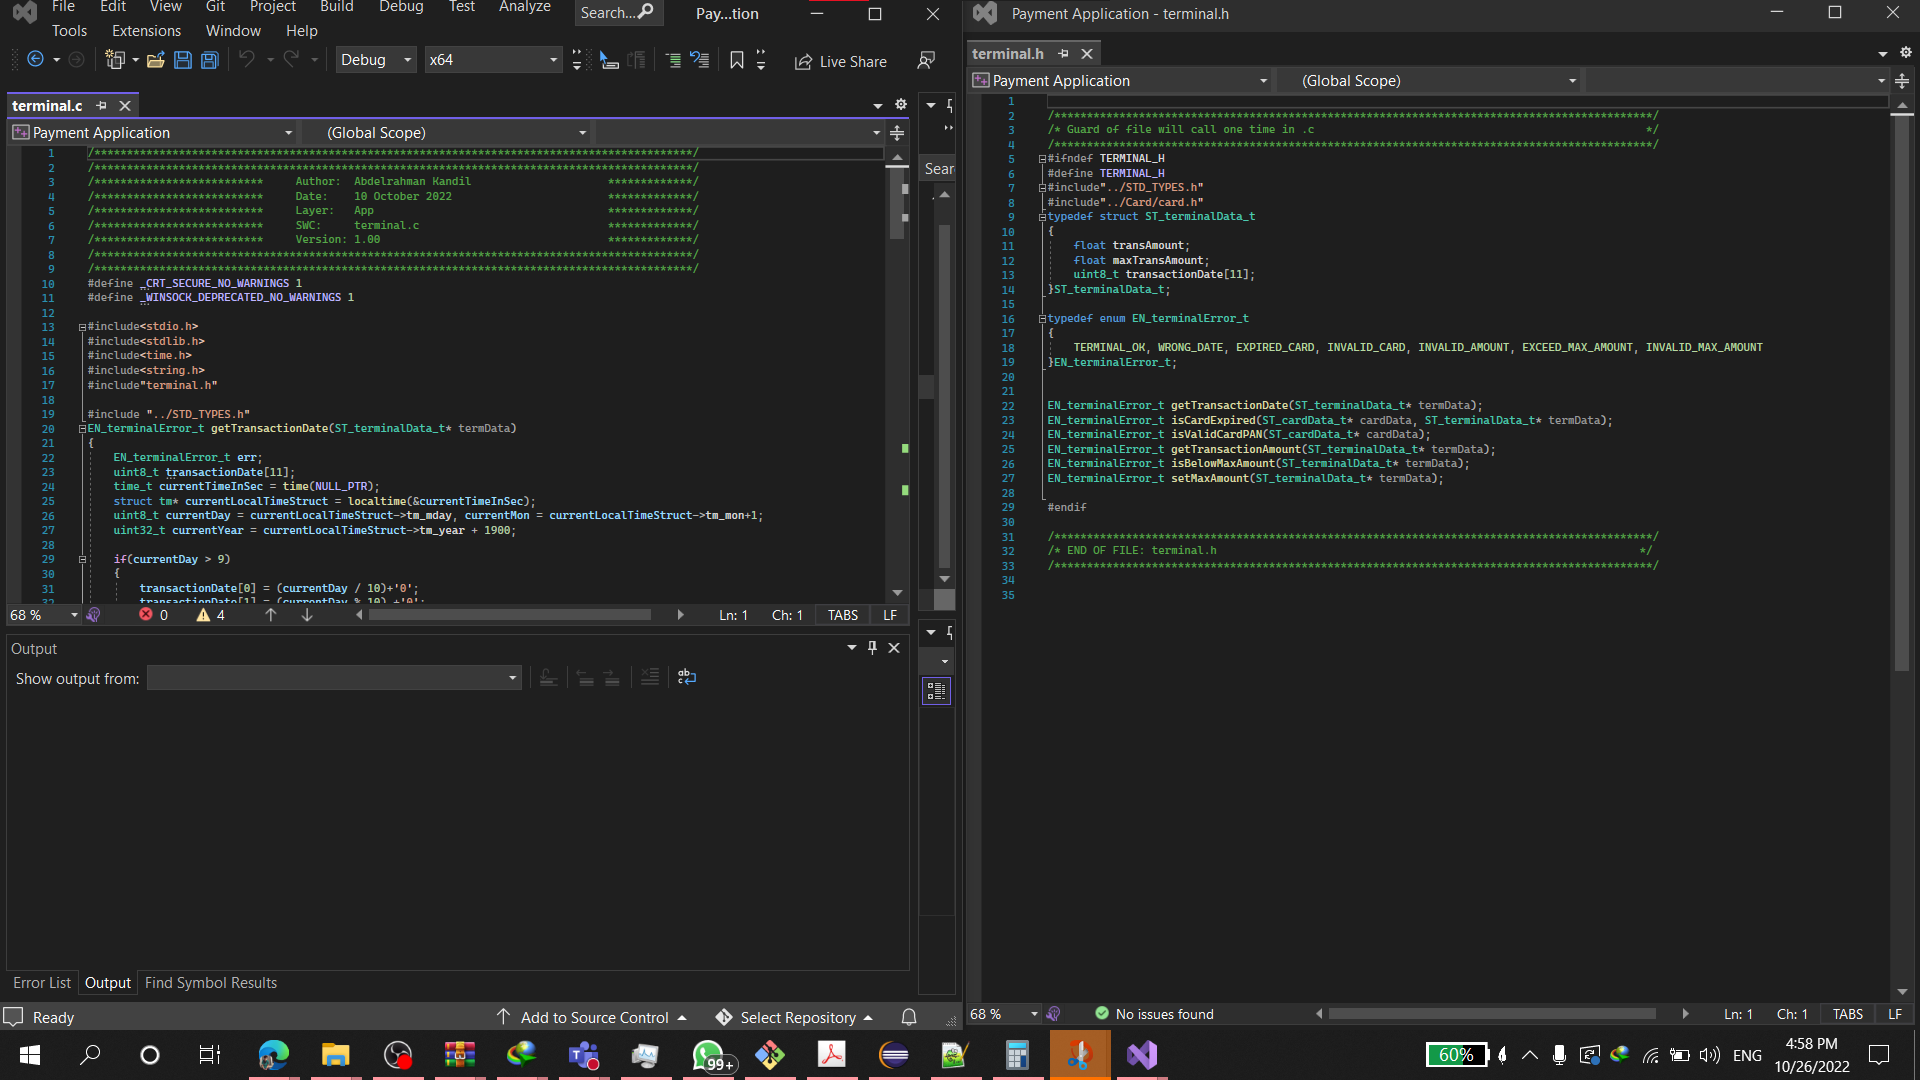 File Edit View Git Project Build Debug Test Analyze Search... Pay...tion
Tools Extensions Window Help
Debug x64 Live Share
terminal.c
Payment Application (Global Scope)
1 /********************************************************************************************/
2 /********************************************************************************************/
3 /************************** Author: Abdelrahman Kandil *************/
4 /************************** Date: 10 October 2022 *************/
5 /************************** Layer: App *************/
6 /************************** SWC: terminal.c *************/
7 /************************** Version: 1.00 *************/
8 /********************************************************************************************/
9 /********************************************************************************************/
10 #define _CRT_SECURE_NO_WARNINGS 1
11 #define _WINSOCK_DEPRECATED_NO_WARNINGS 1
12
13 #include<stdio.h>
14 #include<stdlib.h>
15 #include<time.h>
16 #include<string.h>
17 #include"terminal.h"
18
19 #include "../STD_TYPES.h"
20 EN_terminalError_t getTransactionDate(ST_terminalData_t* termData)
21 {
22 EN_terminalError_t err;
23 uint8_t transactionDate[11];
24 time_t currentTimeInSec = time(NULL_PTR);
25 struct tm* currentLocalTimeStruct = localtime(&currentTimeInSec);
26 uint8_t currentDay = currentLocalTimeStruct->tm_mday, currentMon = currentLocalTimeStruct->tm_mon+1;
27 uint32_t currentYear = currentLocalTimeStruct->tm_year + 1900;
28
29 if(currentDay > 9)
30 {
31 transactionDate[0] = (currentDay / 10)+'0';
32 transactionDate[1] = (currentDay % 10) +'0';
68 % 0 4 Ln: 1 Ch: 1 TABS LF
Sear
Output
Show output from:
Error List Output Find Symbol Results
Ready Add to Source Control Select Repository
Payment Application - terminal.h
terminal.h
Payment Application (Global Scope)
1
2 /********************************************************************************************/
3 /* Guard of file will call one time in .c */
4 /********************************************************************************************/
5 #ifndef TERMINAL_H
6 #define TERMINAL_H
7 #include"../STD_TYPES.h"
8 #include"../Card/card.h"
9 typedef struct ST_terminalData_t
10 {
11 float transAmount;
12 float maxTransAmount;
13 uint8_t transactionDate[11];
14 }ST_terminalData_t;
15
16 typedef enum EN_terminalError_t
17 {
18 TERMINAL_OK, WRONG_DATE, EXPIRED_CARD, INVALID_CARD, INVALID_AMOUNT, EXCEED_MAX_AMOUNT, INVALID_MAX_AMOUNT
19 }EN_terminalError_t;
20
21
22 EN_terminalError_t getTransactionDate(ST_terminalData_t* termData);
23 EN_terminalError_t isCardExpired(ST_cardData_t* cardData, ST_terminalData_t* termData);
24 EN_terminalError_t isValidCardPAN(ST_cardData_t* cardData);
25 EN_terminalError_t getTransactionAmount(ST_terminalData_t* termData);
26 EN_terminalError_t isBelowMaxAmount(ST_terminalData_t* termData);
27 EN_terminalError_t setMaxAmount(ST_terminalData_t* termData);
28
29 #endif
30
31 /********************************************************************************************/
32 /* END OF FILE: terminal.h */
33 /********************************************************************************************/
34
35
68 % No issues found Ln: 1 Ch: 1 TABS LF
99+ 60% ENG 4:58 PM
10/26/2022